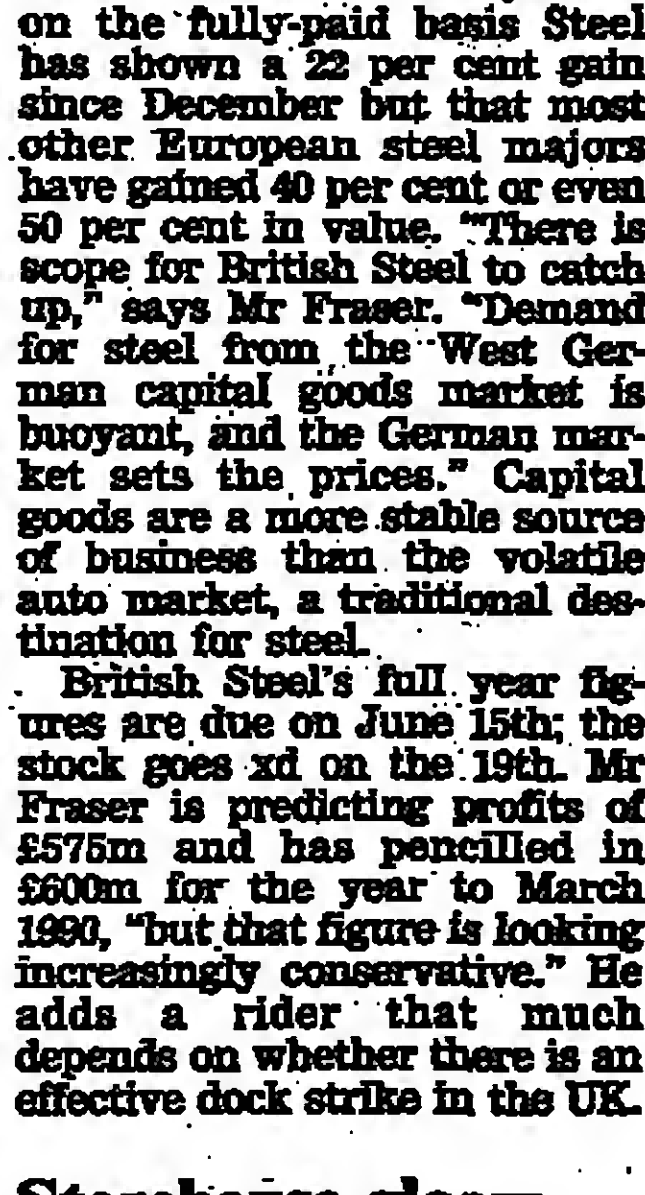 on the fully-paid basis Steel
has shown a 22 per cent gain
since December but that most
other European steel majors
have gained 40 per cent or even
50 per cent in value. "There is
scope for British Steel to catch
up," says Mr Fraser. "Demand
for steel from the West Ger-
man capital goods market is
buoyant, and the German mar-
ket sets the prices." Capital
goods are a more stable source
of business than the volatile
auto market, a traditional des-
tination for steel.
British Steel's full year fig-
ures are due on June 15th; the
stock goes xd on the 19th. Mr
Fraser is predicting profits of
£575m and has pencilled in
£600m for the year to March
1990, "but that figure is looking
increasingly conservative." He
adds a rider that much
depends on whether there is an
effective dock strike in the UK.